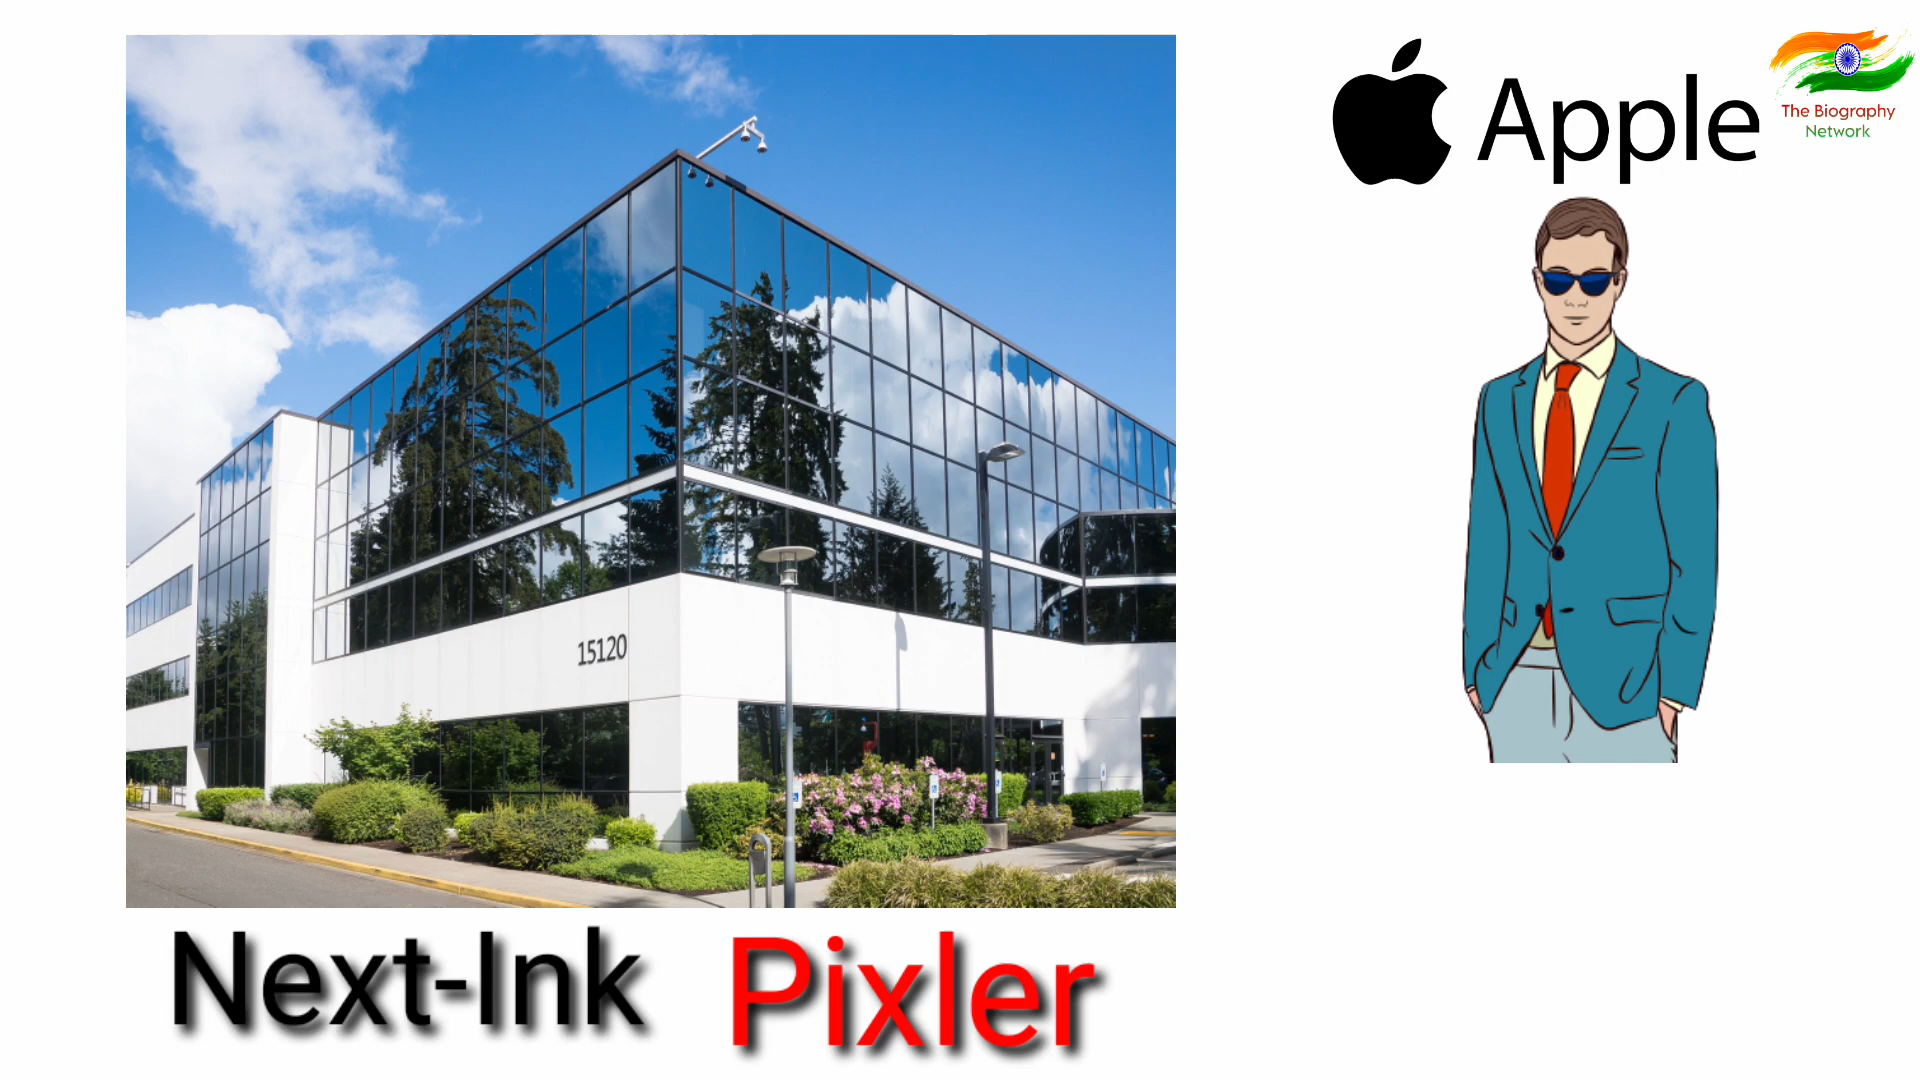 Apple
The Biography
Network
15120
Next-Ink Pixler